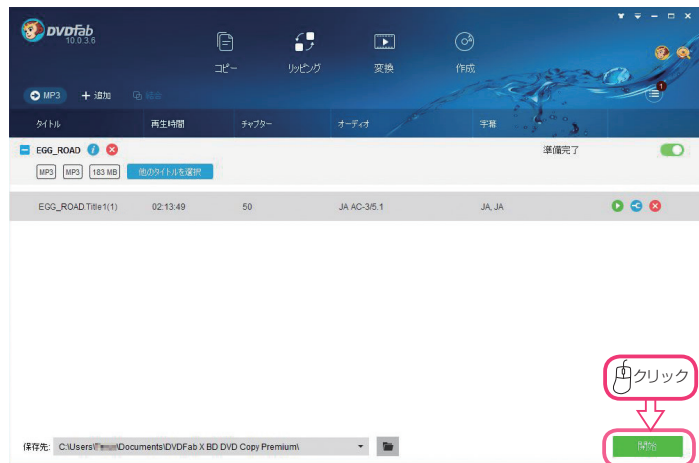 DVDFab
10.0.3.6
コピー リッピング 変換 作成
MP3 + 追加 結合
1
タイトル 再生時間 チャプター オーディオ 字幕
EGG_ROAD 準備完了
MP3 MP3 183 MB 他のタイトルを選択
EGG_ROAD.Title1(1) 02:13:49 50 JA AC-3/5.1 JA, JA
クリック
保存先: C:\Users\ \Documents\DVDFab X BD DVD Copy Premium\ 開始